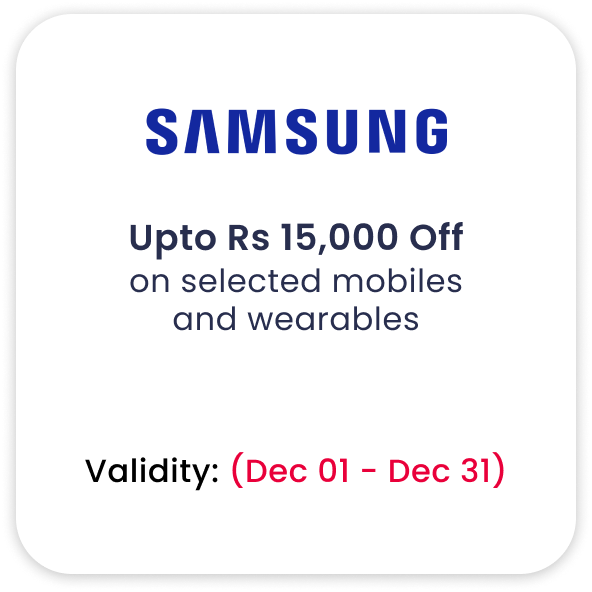 SAMSUNG
Upto Rs 15,000 Off
on selected mobiles
and wearables
Validity: (Dec 01 - Dec 31)